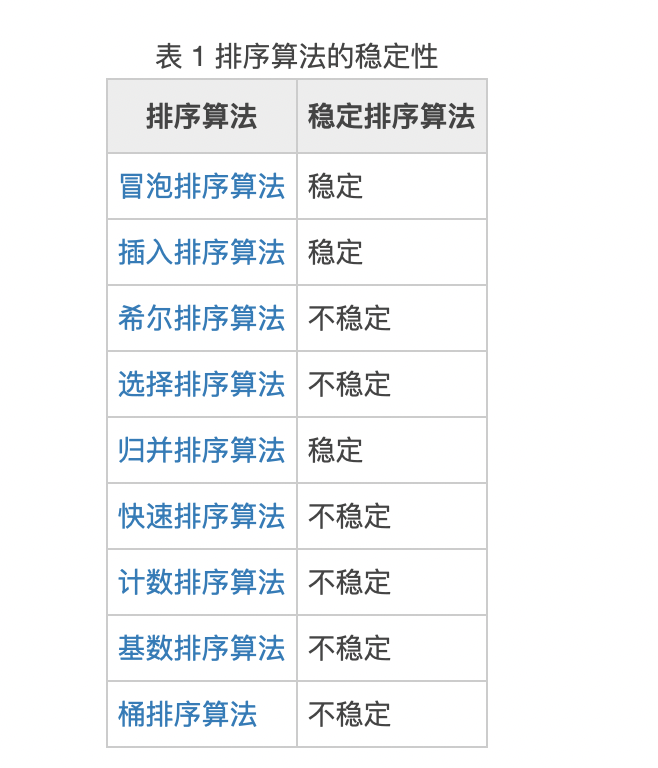 表 1 排序算法的稳定性
排序算法 稳定排序算法
冒泡排序算法 稳定
插入排序算法 稳定
希尔排序算法 不稳定
选择排序算法 不稳定
归并排序算法 稳定
快速排序算法 不稳定
计数排序算法 不稳定
基数排序算法 不稳定
桶排序算法 不稳定